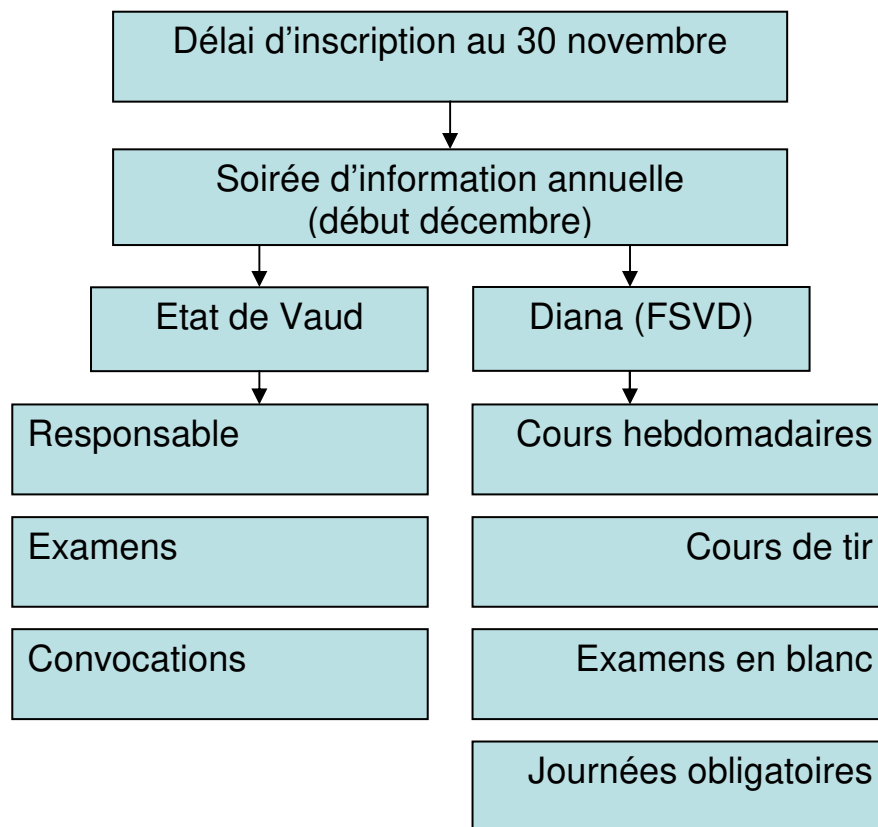 Délai d'inscription au 30 novembre
Soirée d'information annuelle
(début décembre)
Etat de Vaud
Diana (FSVD)
Responsable
Cours hebdomadaires
Examens
Cours de tir
Convocations
Examens en blanc
Journées obligatoires